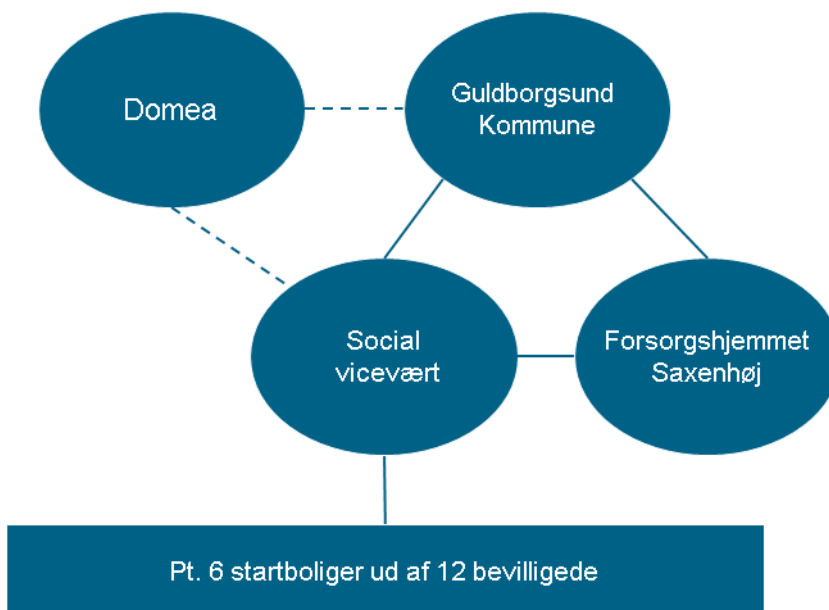 Domea
Guldborgsund
Kommune
Social
vicevært
Forsorgshjemmet
Saxenhøj
Pt. 6 startboliger ud af 12 bevilligede